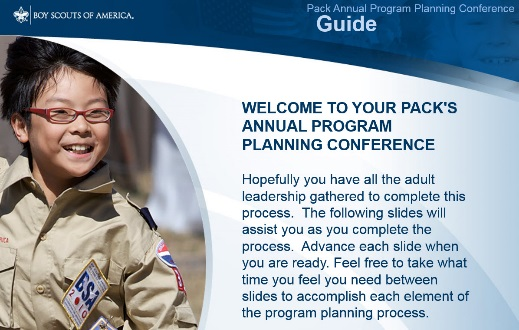 BOY SCOUTS OF AMERICA.
Pack Annual Program Planning Conference
Guide
WELCOME TO YOUR PACK'S
ANNUAL PROGRAM
PLANNING CONFERENCE
Hopefully you have all the adult
leadership gathered to complete this
process. The following slides will
assist you as you complete the
process. Advance each slide when
you are ready. Feel free to take what
time you feel you need between
slides to accomplish each element of
the program planning process.
BSA
2010